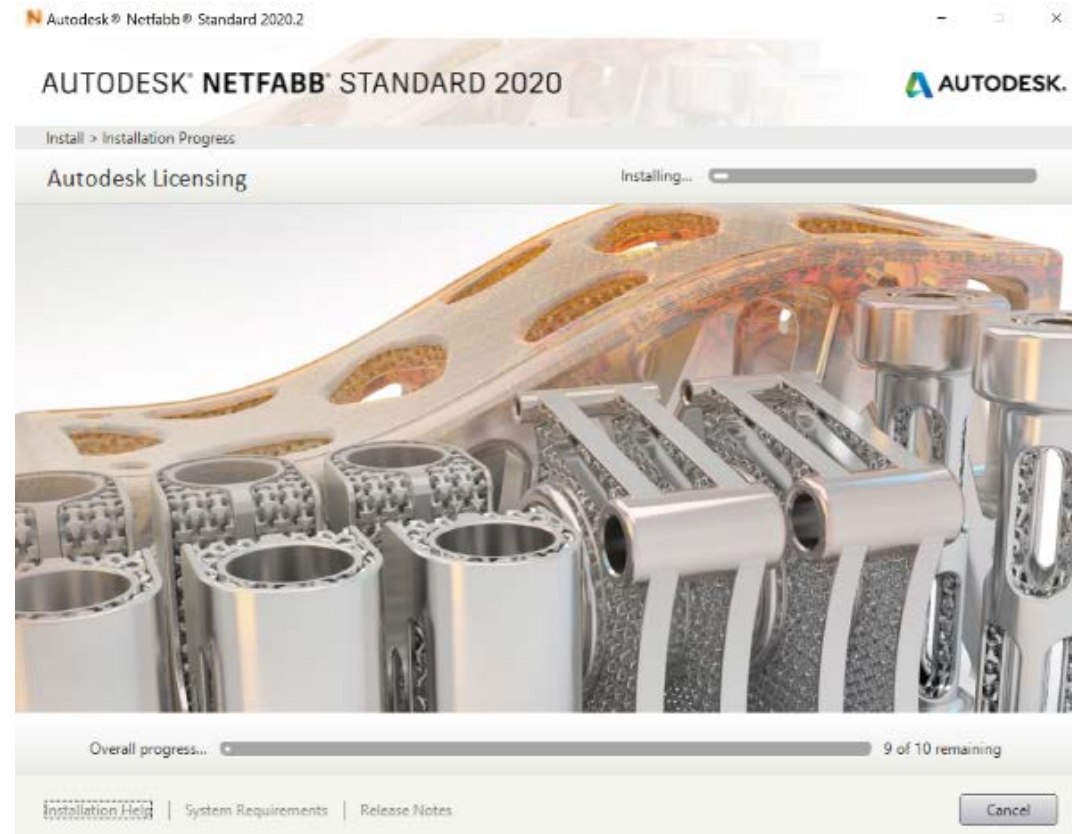 Autodesk® Netfabb® Standard 2020.2
AUTODESK® NETFABB® STANDARD 2020
AUTODESK.
Install > Installation Progress
Autodesk Licensing
Installing...
Overall progress...
9 of 10 remaining
Installation Help | System Requirements | Release Notes
Cancel